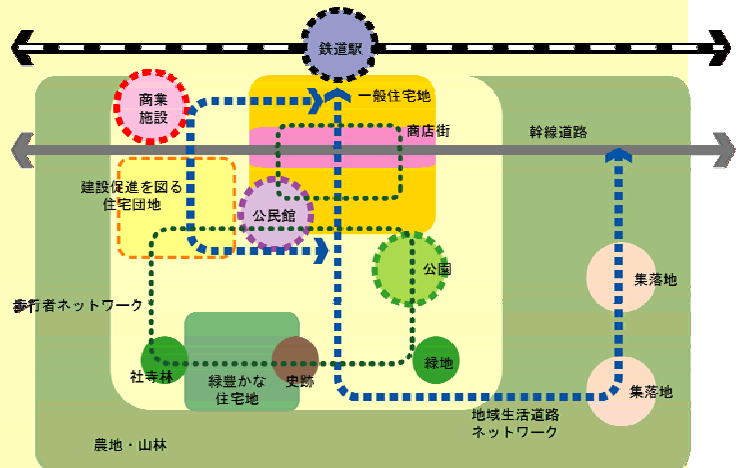 鉄道駅
商業
施設
一般住宅地
商店街
幹線道路
建設促進を図る
住宅団地
公民館
公園
集落地
歩行者ネットワーク
社寺林
緑豊かな
住宅地
史跡
緑地
集落地
地域生活道路
ネットワーク
農地・山林